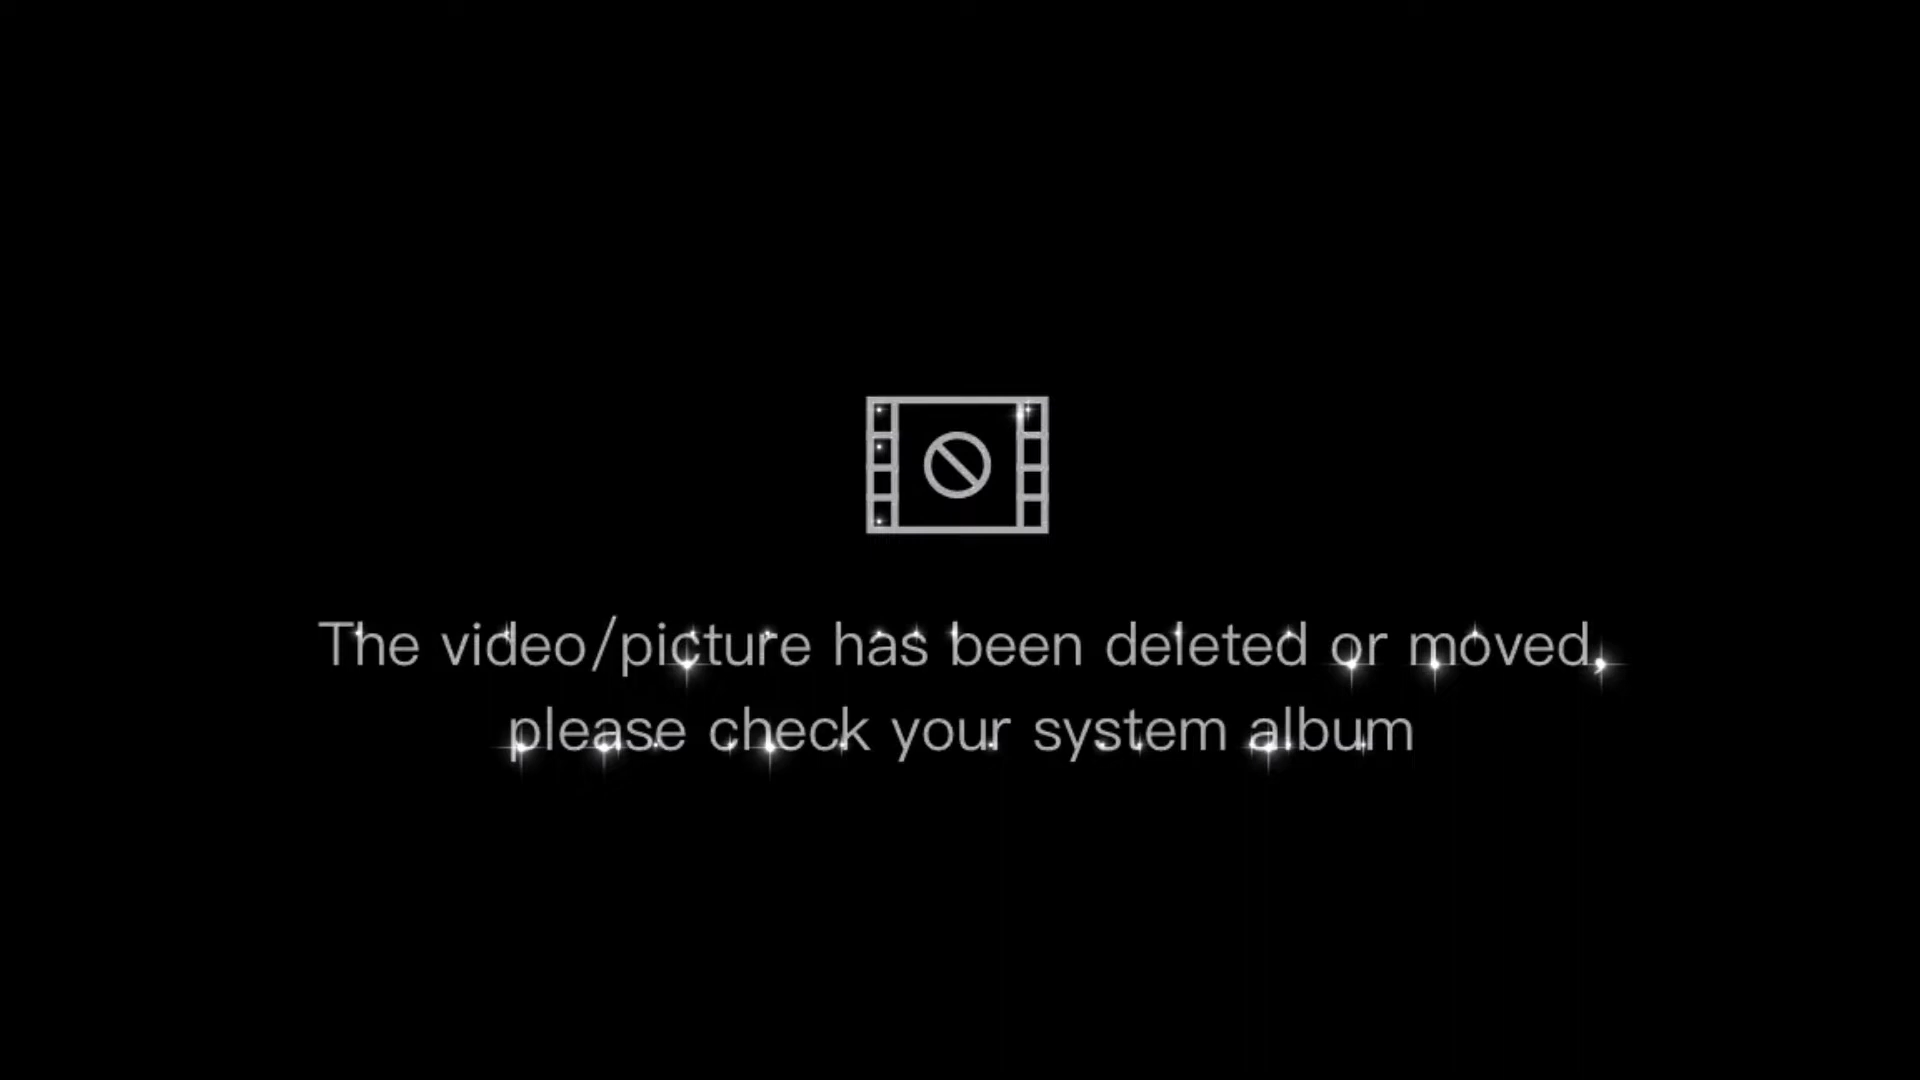 The video/picture has been deleted or moved,
please check your system album